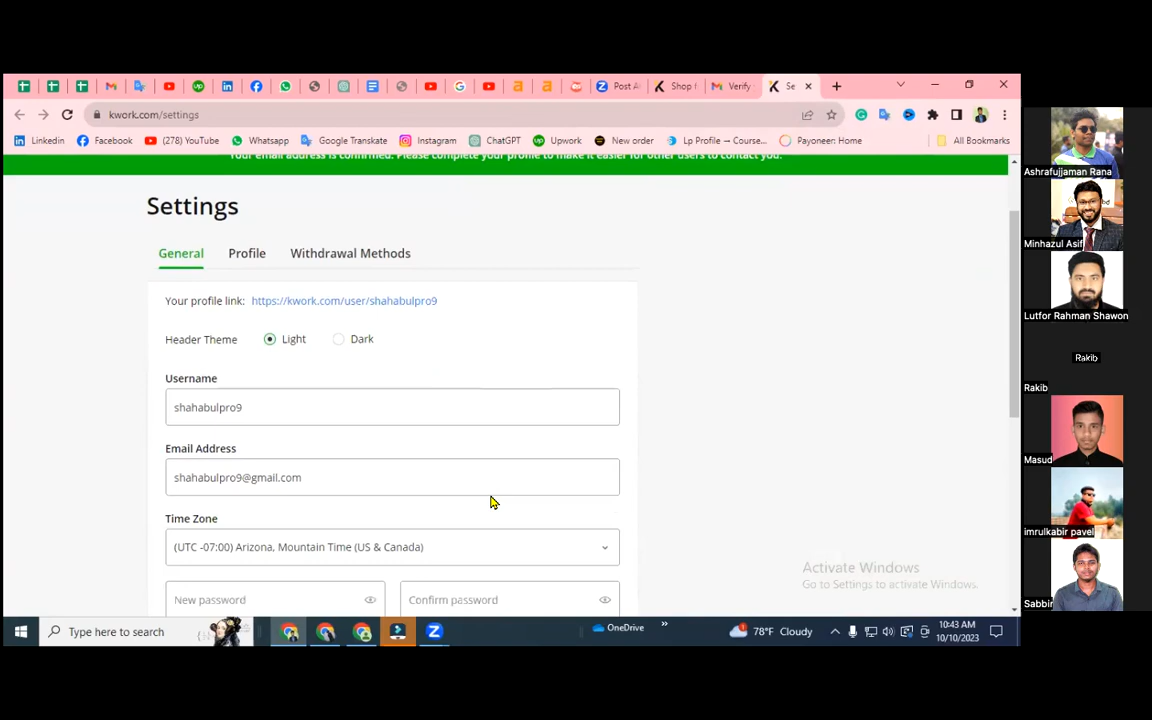 Post A
Shop f
Verify
Se
kwork.com/settings
Linkedin
Facebook
(278) YouTube
Whatsapp
Google Transkate
Instagram
ChatGPT
Upwork
New order
Lp Profile → Course...
Payoneer: Home
All Bookmarks
Your email address is confirmed. Please complete your profile to make it easier for other users to contact you.
Settings
General
Profile
Withdrawal Methods
Your profile link: https://kwork.com/user/shahabulpro9
Header Theme
Light
Dark
Username
shahabulpro9
Email Address
shahabulpro9@gmail.com
Time Zone
(UTC -07:00) Arizona, Mountain Time (US & Canada)
New password
Confirm password
Activate Windows
Go to Settings to activate Windows.
Type here to search
OneDrive
78°F Cloudy
10:43 AM
10/10/2023
Ashrafujjaman Rana
Minhazul Asif
Lutfor Rahman Shawon
Rakib
Rakib
Masud
imrulkabir pavel
Sabbir